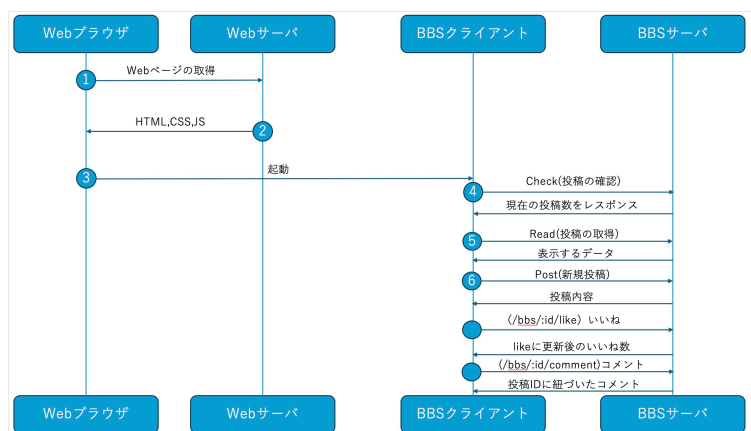 Webブラウザ
Webサーバ
BBSクライアント
BBSサーバ
1
Webページの取得
HTML,CSS,JS
2
3
起動
4
Check(投稿の確認)
現在の投稿数をレスポンス
5
Read(投稿の取得)
表示するデータ
6
Post(新規投稿)
投稿内容
(/bbs/:id/like) いいね
likeに更新後のいいね数
(/bbs/:id/comment)コメント
投稿IDに紐づいたコメント
Webブラウザ
Webサーバ
BBSクライアント
BBSサーバ